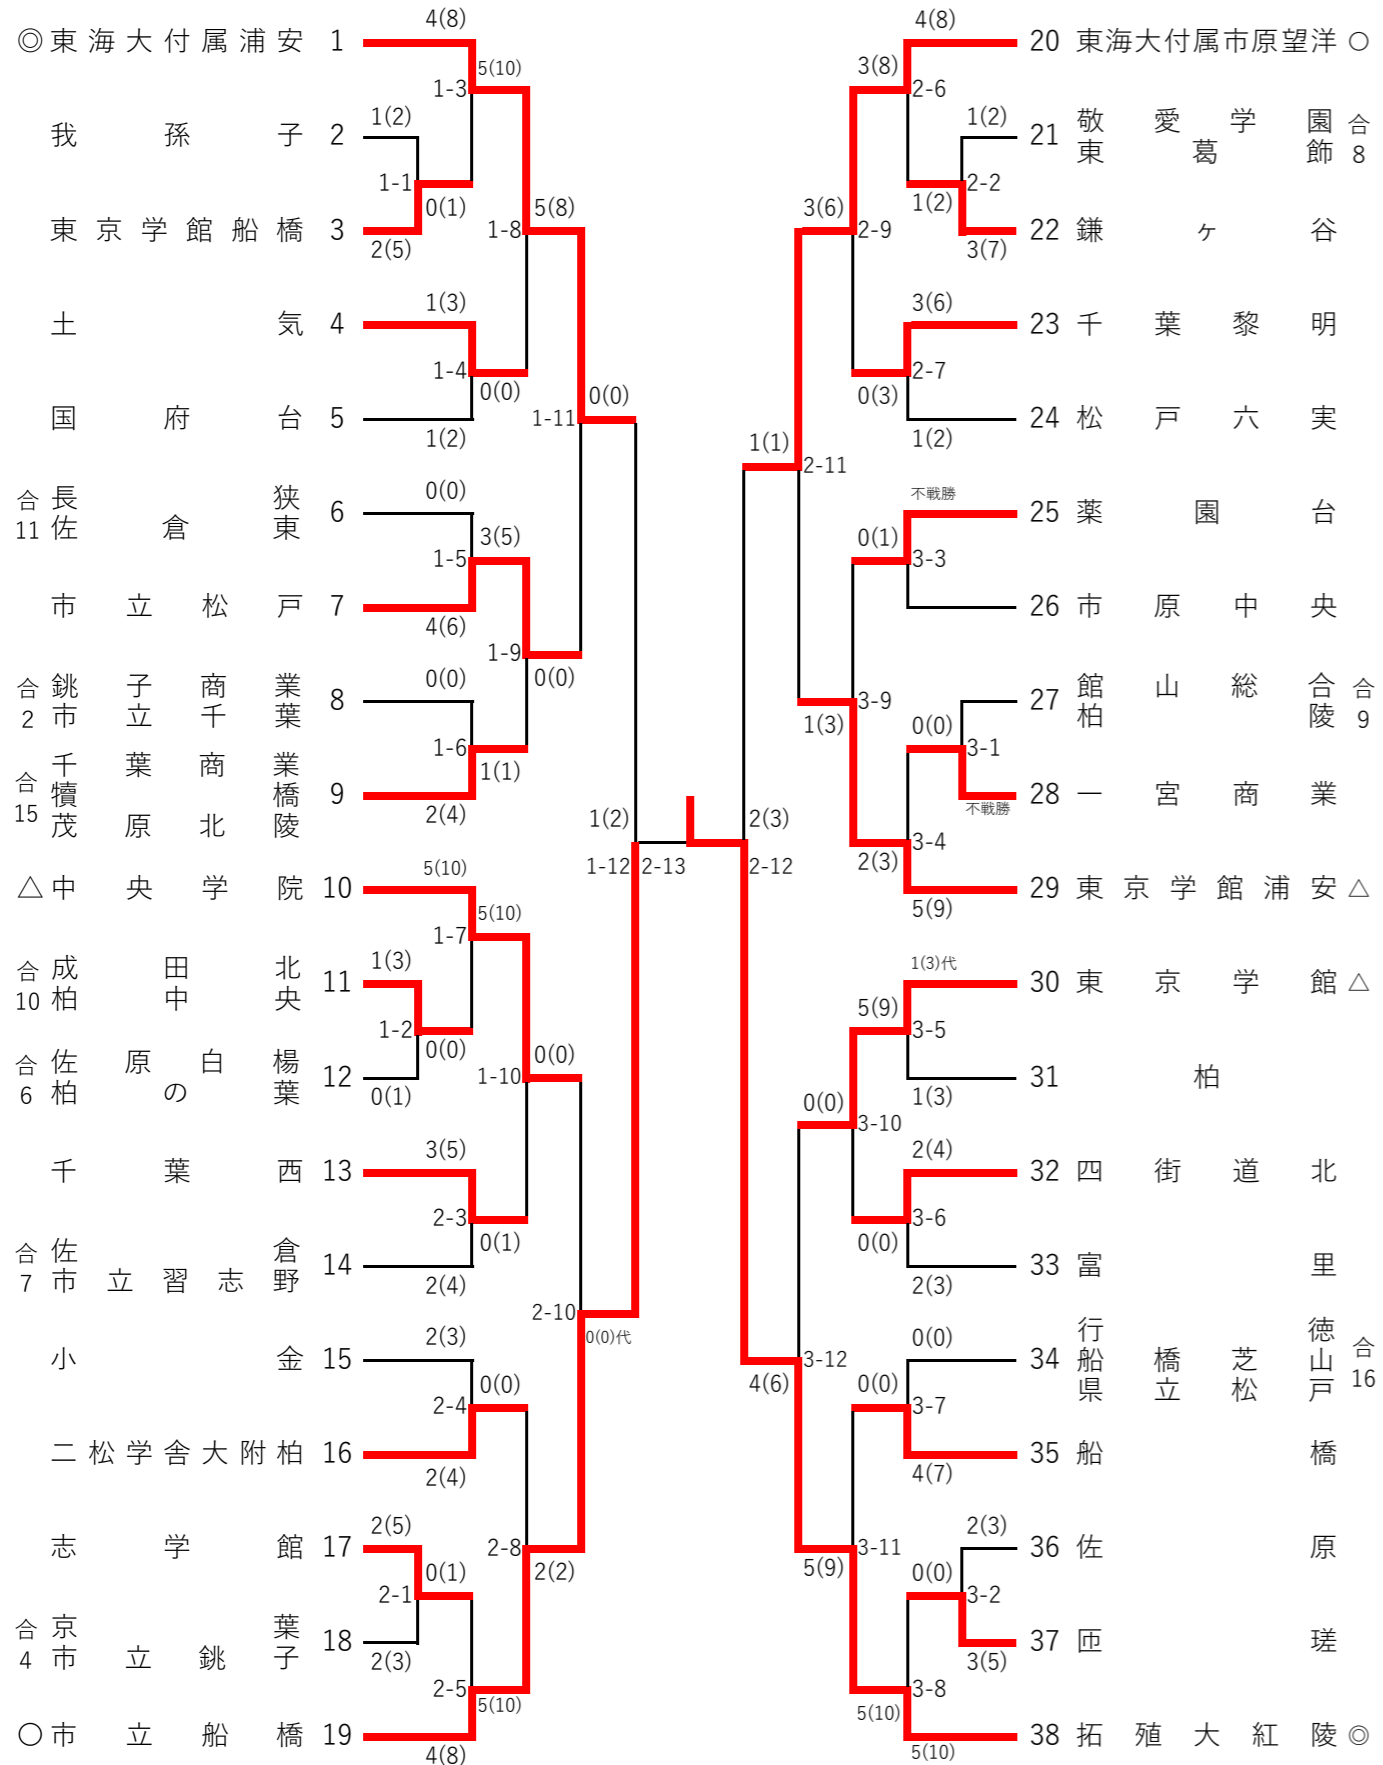 4(8)
◎ 東海大付属浦安 1
5(10)
1-3
1(2)
我孫子 2
1-1
0(1)
東京学館船橋 3
2(5)
5(8)
1-8
1(3)
土気 4
1-4
0(0)
国府台 5
1(2)
0(0)
1-11
合11 長狭
佐倉東 6
0(0)
3(5)
1-5
市立松戸 7
4(6)
1-9
0(0)
合2 銚子商業
市立千葉 8
0(0)
1-6
1(1)
合15 千葉商業
犢橋
茂原北陵 9
2(4)
1(2)
1-12
2-13
△ 中央学院 10
5(10)
5(10)
1-7
合10 成田北
柏中央 11
1(3)
1-2
0(0)
合6 佐原白楊
柏の葉 12
0(1)
0(0)
1-10
千葉西 13
3(5)
2-3
0(1)
合7 佐倉
市立習志野 14
2(4)
2-10
0(0)代
小金 15
2(3)
0(0)
2-4
二松学舎大附柏 16
2(4)
志学館 17
2(5)
2-8
2(2)
0(1)
2-1
合4 京葉
市立銚子 18
2(3)
2-5
5(10)
〇 市立船橋 19
4(8)
4(8)
20 東海大付属市原望洋 〇
3(8)
2-6
1(2)
21 敬愛学園
東葛飾 合8
2-2
1(2)
22 鎌ヶ谷
3(7)
3(6)
2-9
3(6)
23 千葉黎明
2-7
0(3)
24 松戸六実
1(2)
1(1)
2-11
不戦勝
25 薬園台
0(1)
3-3
26 市原中央
27 館山総合
柏陵 合9
3-9
1(3)
0(0)
3-1
28 一宮商業
不戦勝
2(3)
2-12
3-4
2(3)
29 東京学館浦安 △
5(9)
1(3)代
30 東京学館 △
5(9)
3-5
31 柏
1(3)
0(0)
3-10
2(4)
32 四街道北
3-6
0(0)
33 富里
2(3)
0(0)
34 行徳
船橋芝山
県立松戸 合16
3-12
4(6)
0(0)
3-7
35 船橋
4(7)
2(3)
36 佐原
3-11
5(9)
0(0)
3-2
37 匝瑳
3(5)
3-8
5(10)
38 拓殖大紅陵 ◎
5(10)